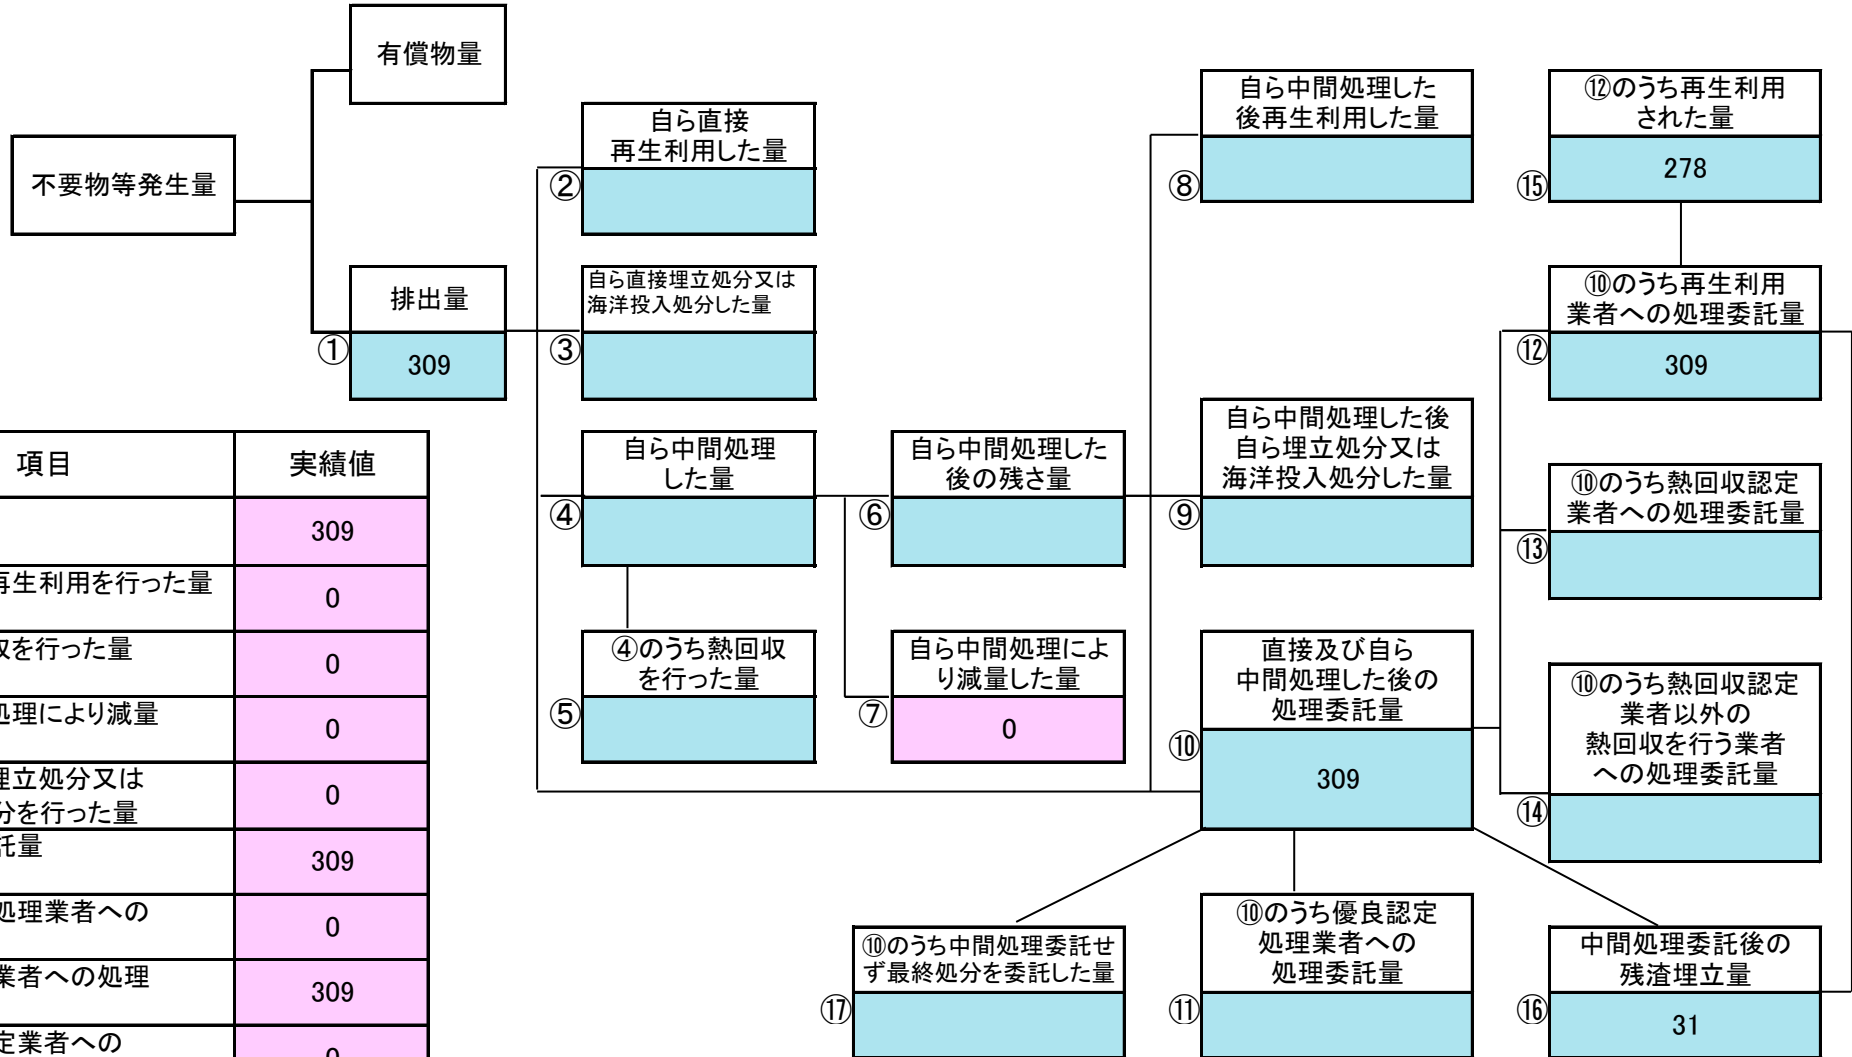 有償物量
不要物等発生量
排出量
①
309
自ら直接
再生利用した量
②
自ら直接埋立処分又は
海洋投入処分した量
③
自ら中間処理
した量
④
④のうち熱回収
を行った量
⑤
自ら中間処理した
後の残さ量
⑥
自ら中間処理によ
り減量した量
⑦
0
自ら中間処理した
後再生利用した量
⑧
自ら中間処理した後
自ら埋立処分又は
海洋投入処分した量
⑨
直接及び自ら
中間処理した後の
処理委託量
⑩
309
⑫のうち再生利用
された量
⑮
278
⑩のうち再生利用
業者への処理委託量
⑫
309
⑩のうち熱回収認定
業者への処理委託量
⑬
⑩のうち熱回収認定
業者以外の
熱回収を行う業者
への処理委託量
⑭
⑩のうち中間処理委託せ
ず最終処分を委託した量
⑰
⑩のうち優良認定
処理業者への
処理委託量
⑪
中間処理委託後の
残渣埋立量
⑯
31
項目 実績値
309
再生利用を行った量 0
を行った量 0
処理により減量 0
埋立処分又は
を行った量 0
託量 309
処理業者への 0
業者への処理 309
定業者への 0